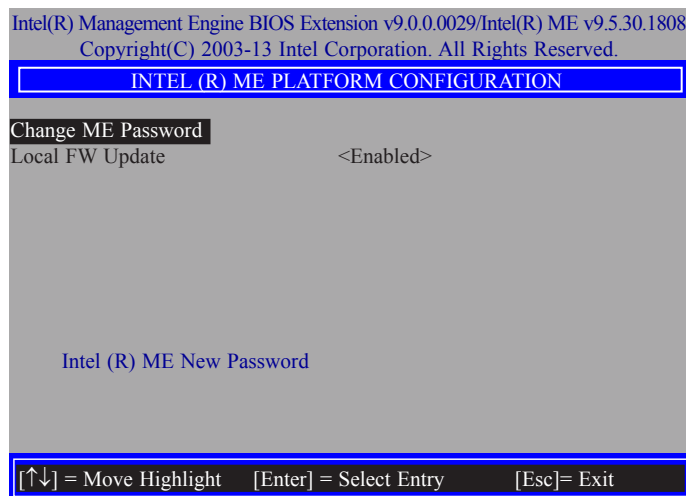 Intel(R) Management Engine BIOS Extension v9.0.0.0029/Intel(R) ME v9.5.30.1808
Copyright(C) 2003-13 Intel Corporation. All Rights Reserved.
INTEL (R) ME PLATFORM CONFIGURATION
Change ME Password
Local FW Update <Enabled>
Intel (R) ME New Password
[↑↓] = Move Highlight [Enter] = Select Entry [Esc]= Exit